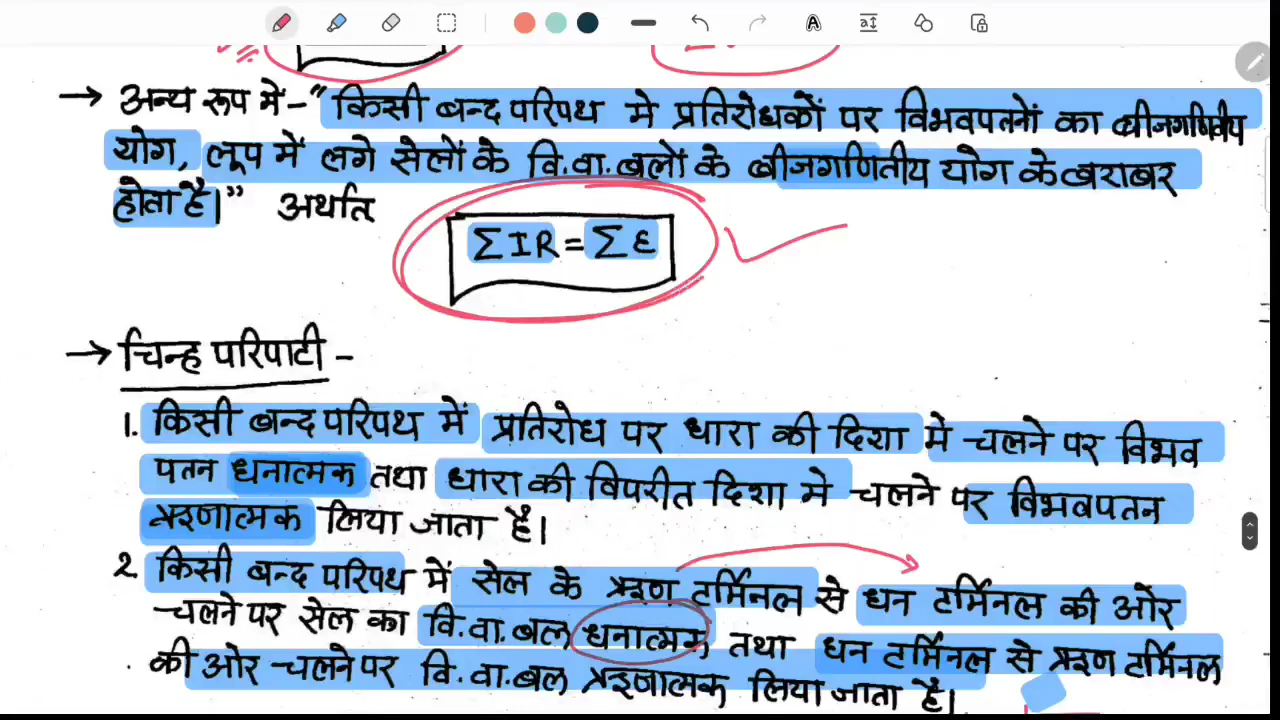 → अन्य रूप में - "किसी बन्द परिपथ मे प्रतिरोधकों पर विभवपतनों का बीजगणितीय
योग, लूप में लगे सेलों के वि.वा.बलों के बीजगणितीय योग के बराबर
होता है।" अर्थात
ΣIR = Σε
→ चिन्ह परिपाटी -
1. किसी बन्द परिपथ में प्रतिरोध पर धारा की दिशा में चलने पर विभव
पतन धनात्मक तथा धारा की विपरीत दिशा मे चलने पर विभवपतन
ऋणात्मक लिया जाता है।
2. किसी बन्द परिपथ में सेल के ऋण टर्मिनल से धन टर्मिनल की ओर
चलने पर सेल का वि.वा.बल धनात्मक तथा धन टर्मिनल से ऋण टर्मिनल
की ओर चलने पर वि.वा.बल ऋणात्मक लिया जाता है।